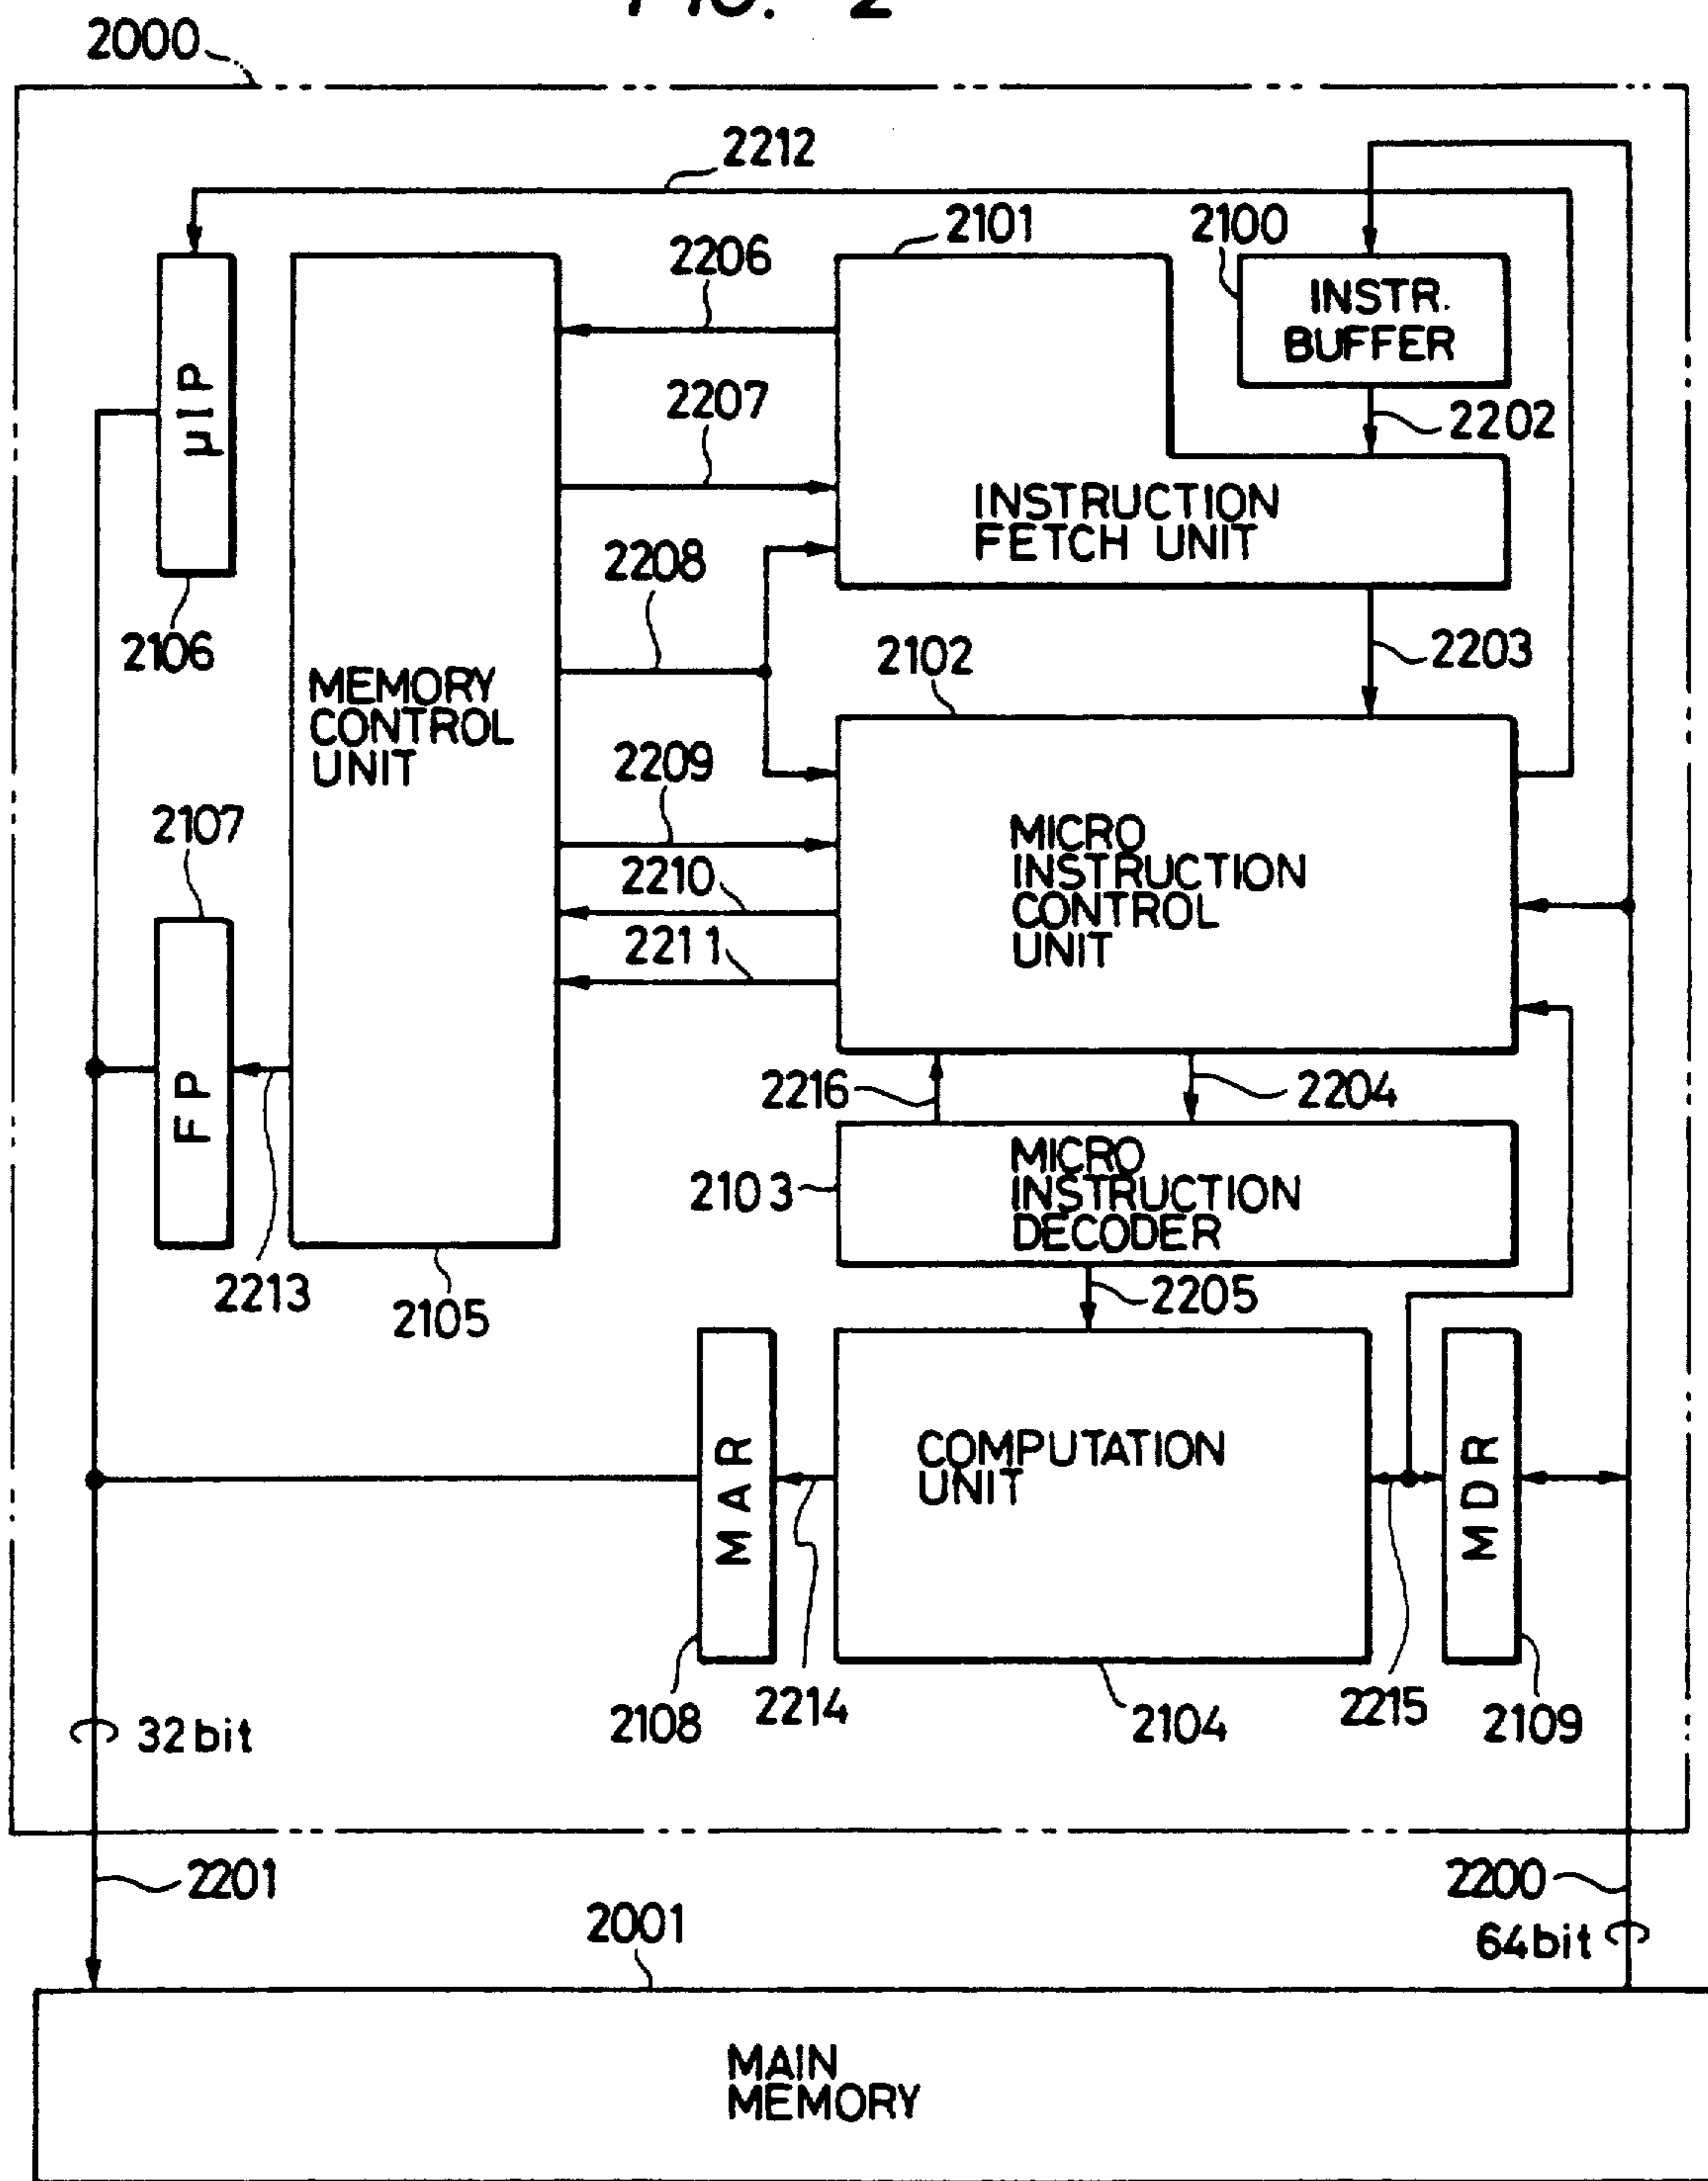 FIG. 2
2000
2212
2101
2100
2206
INSTR.
BUFFER
μIP
2207
2202
INSTRUCTION
FETCH UNIT
2208
2106
2102
2203
MEMORY
CONTROL
UNIT
2209
2107
MICRO
INSTRUCTION
CONTROL
UNIT
2210
2211
FP
2216
2204
MICRO
INSTRUCTION
DECODER
2103
2213
2105
2205
MAR
COMPUTATION
UNIT
MDR
2108
2214
2104
2215
2109
32bit
2201
2200
2001
64bit
MAIN
MEMORY